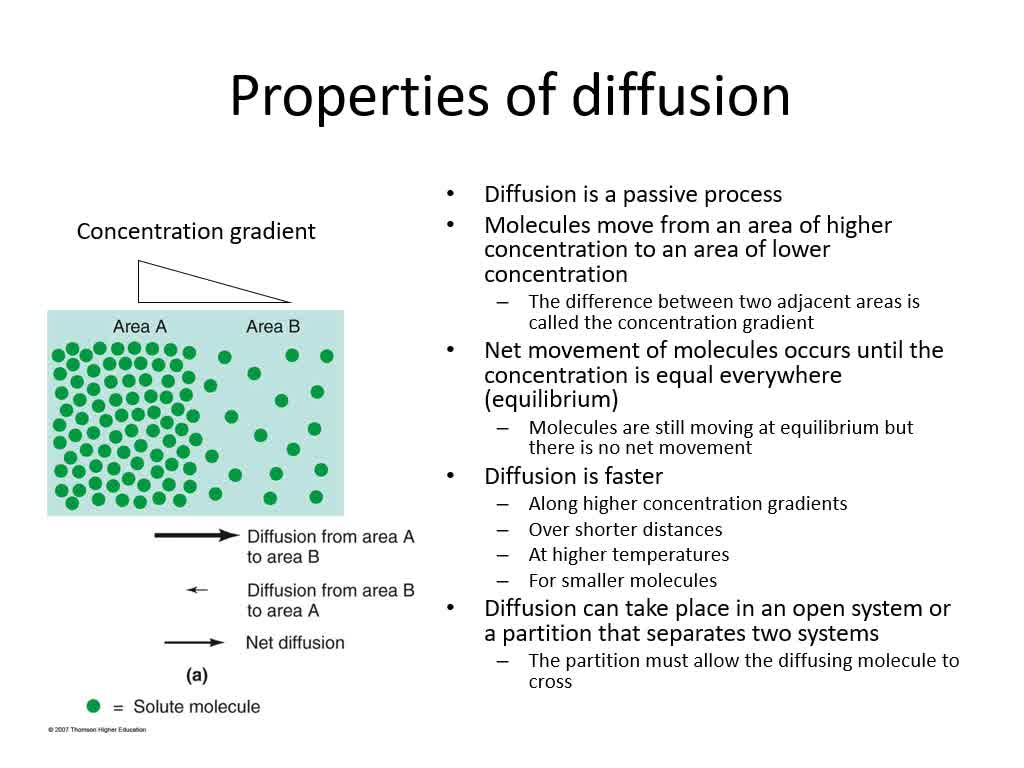 Properties of diffusion
Concentration gradient
Area A
Area B
Diffusion from area A
to area B
Diffusion from area B
to area A
Net diffusion
(a)
= Solute molecule
© 2007 Thomson Higher Education
• Diffusion is a passive process
• Molecules move from an area of higher
concentration to an area of lower
concentration
– The difference between two adjacent areas is
called the concentration gradient
• Net movement of molecules occurs until the
concentration is equal everywhere
(equilibrium)
– Molecules are still moving at equilibrium but
there is no net movement
• Diffusion is faster
– Along higher concentration gradients
– Over shorter distances
– At higher temperatures
– For smaller molecules
• Diffusion can take place in an open system or
a partition that separates two systems
– The partition must allow the diffusing molecule to
cross